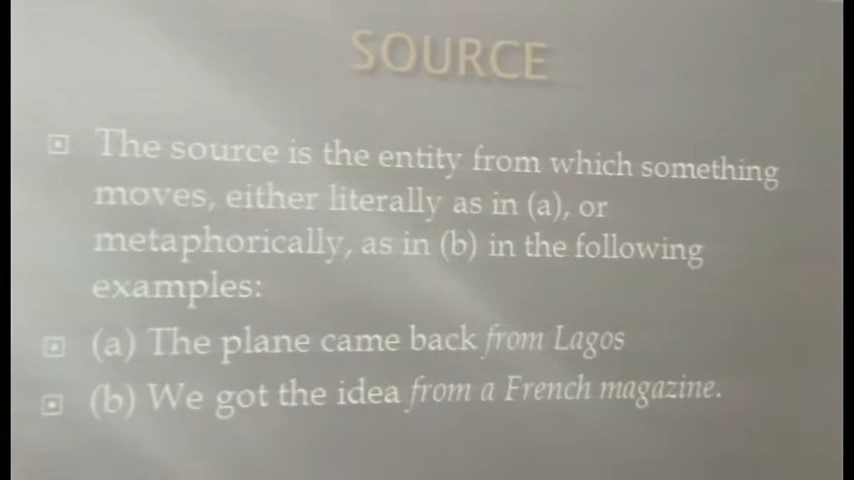 SOURCE
The source is the entity from which something
moves, either literally as in (a), or
metaphorically, as in (b) in the following
examples:
(a) The plane came back from Lagos
(b) We got the idea from a French magazine.